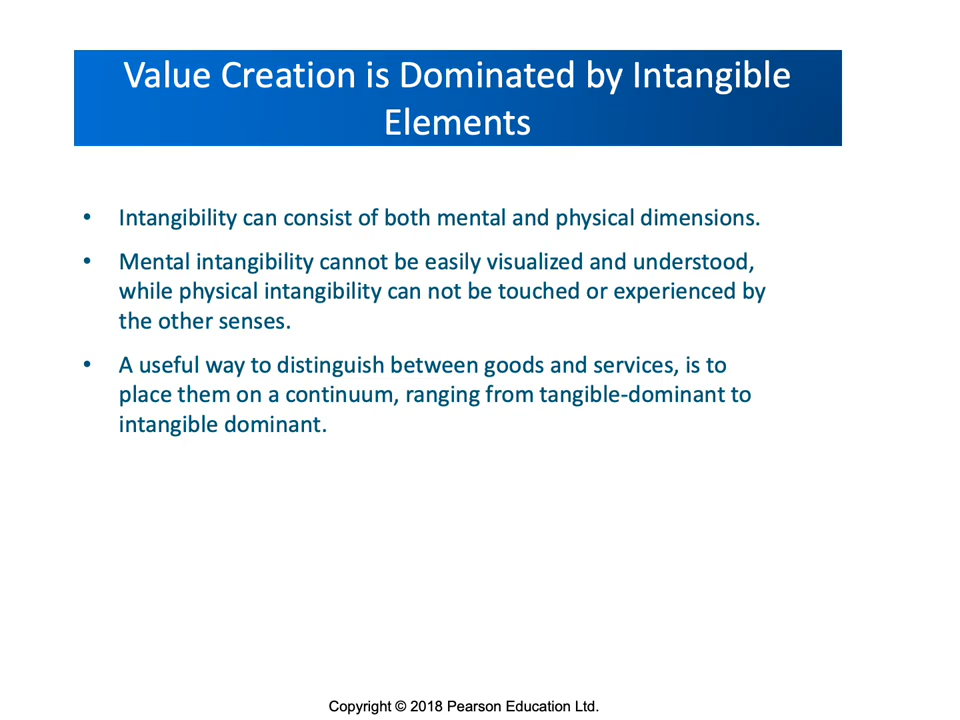 Value Creation is Dominated by Intangible
Elements
• Intangibility can consist of both mental and physical dimensions.
• Mental intangibility cannot be easily visualized and understood,
while physical intangibility can not be touched or experienced by
the other senses.
• A useful way to distinguish between goods and services, is to
place them on a continuum, ranging from tangible-dominant to
intangible dominant.
Copyright © 2018 Pearson Education Ltd.